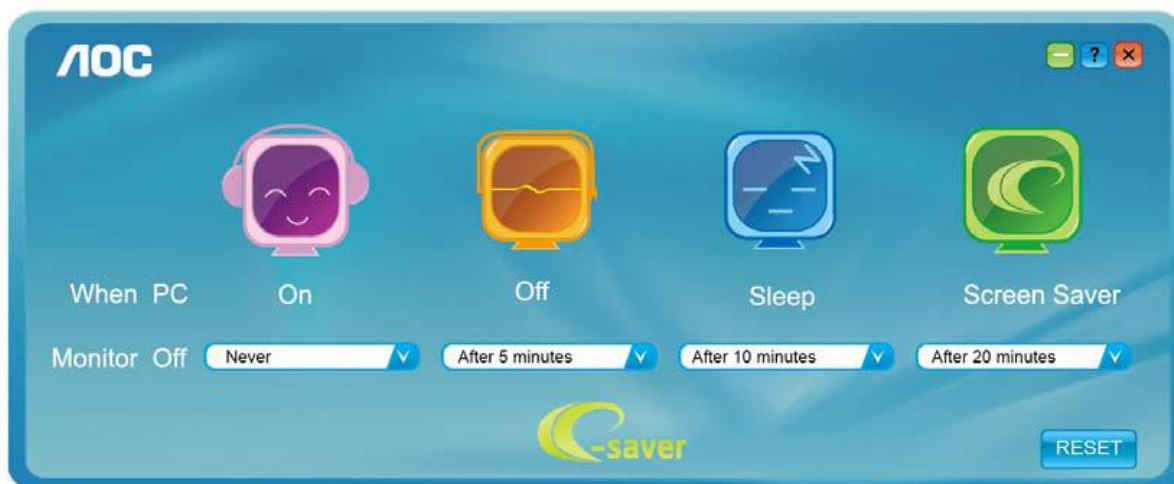 AOC
?
When PC On Off Sleep Screen Saver
Monitor Off Never After 5 minutes After 10 minutes After 20 minutes
e-saver
RESET